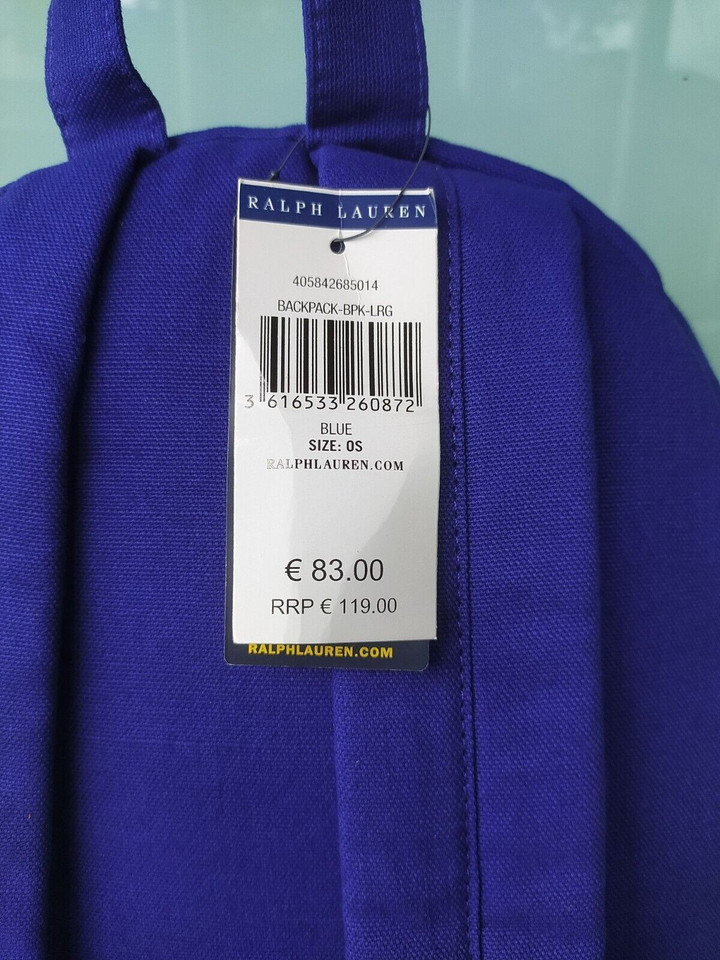 RALPH LAUREN
405842685014
BACKPACK-BPK-LRG
3 616533 260872
BLUE
SIZE: OS
RALPHLAUREN.COM
€ 83.00
RRP € 119.00
RALPHLAUREN.COM